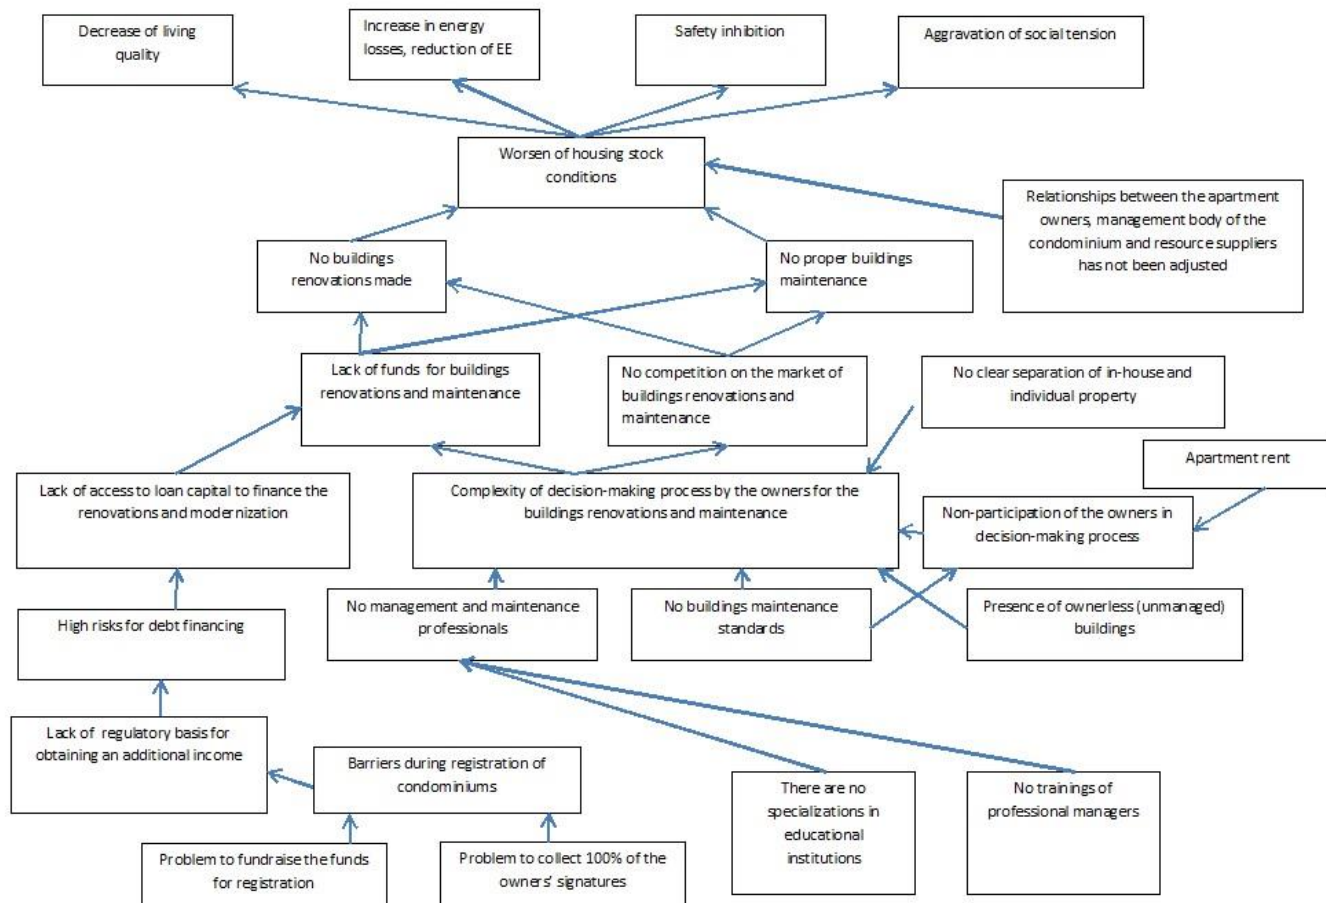 Decrease of living
quality
Increase in energy
losses, reduction of EE
Safety inhibition
Aggravation of social tension
Worsen of housing stock
conditions
Relationships between the apartment
owners, management body of the
condominium and resource suppliers
has not been adjusted
No buildings
renovations made
No proper buildings
maintenance
Lack of funds for buildings
renovations and maintenance
No competition on the market of
buildings renovations and
maintenance
No clear separation of in-house and
individual property
Apartment rent
Lack of access to loan capital to finance the
renovations and modernization
Complexity of decision-making process by the owners for the
buildings renovations and maintenance
Non-participation of the owners in
decision-making process
High risks for debt financing
No management and maintenance
professionals
No buildings maintenance
standards
Presence of ownerless (unmanaged)
buildings
Lack of regulatory basis for
obtaining an additional income
Barriers during registration of
condominiums
There are no
specializations in
educational
institutions
No trainings of
professional managers
Problem to fundraise the funds
for registration
Problem to collect 100% of the
owners' signatures